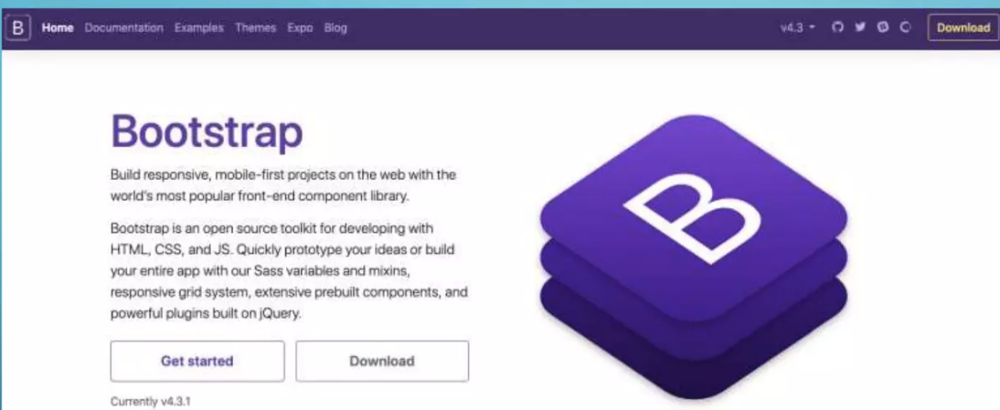 B Home Documentation Examples Themes Expo Blog v4.3 Download
Bootstrap
Build responsive, mobile-first projects on the web with the
world's most popular front-end component library.
Bootstrap is an open source toolkit for developing with
HTML, CSS, and JS. Quickly prototype your ideas or build
your entire app with our Sass variables and mixins,
responsive grid system, extensive prebuilt components, and
powerful plugins built on jQuery.
Get started Download
Currently v4.3.1
B